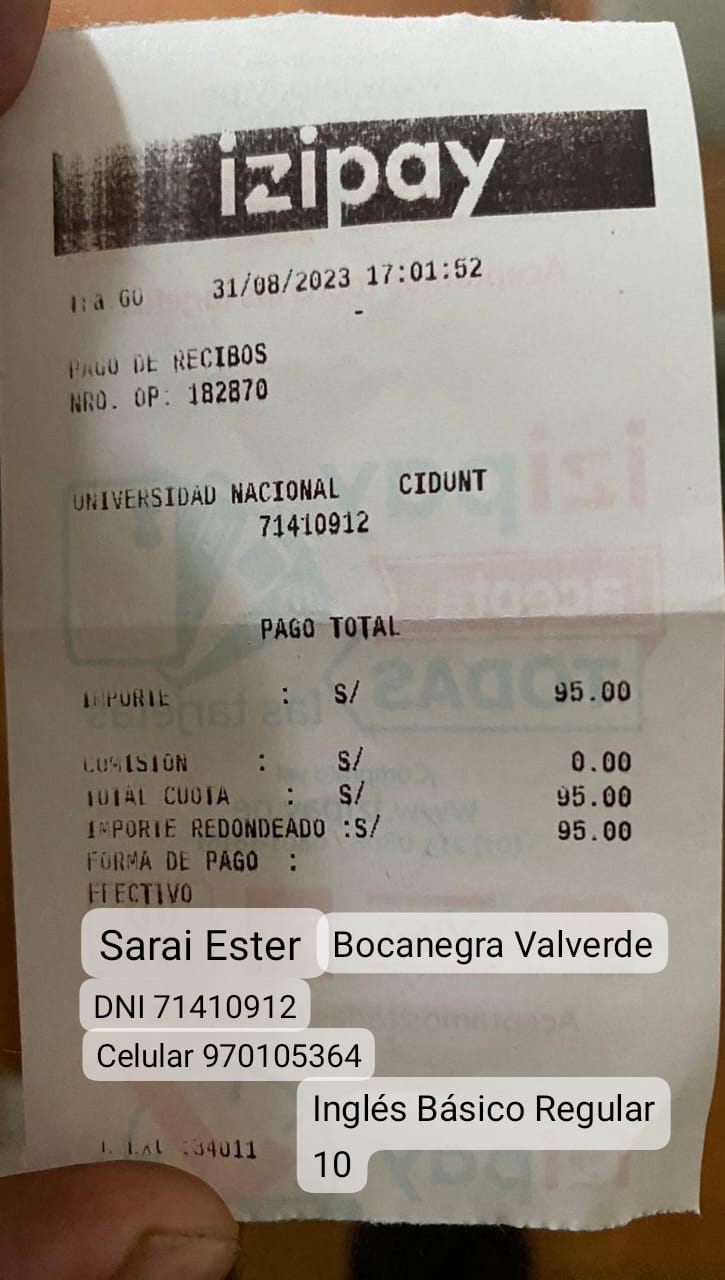 izipay
31/08/2023 17:01:52
-
PAGO DE RECIBOS
NRO. OP: 182870
UNIVERSIDAD NACIONAL CIDUNT
71410912
PAGO TOTAL
IMPORTE : S/ 95.00
COMISION : S/ 0.00
TOTAL CUOTA : S/ 95.00
IMPORTE REDONDEADO :S/ 95.00
FORMA DE PAGO :
EFECTIVO
Sarai Ester Bocanegra Valverde
DNI 71410912
Celular 970105364
Inglés Básico Regular
10
:34011